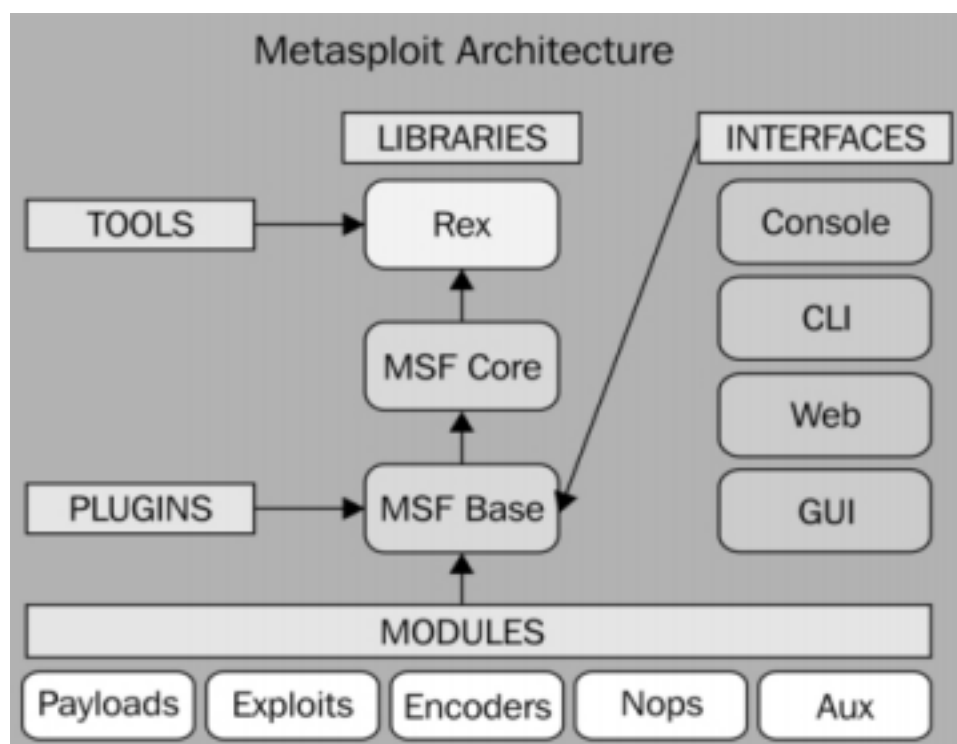 Metasploit Architecture
LIBRARIES
INTERFACES
TOOLS
Rex
Console
MSF Core
CLI
Web
PLUGINS
MSF Base
GUI
MODULES
Payloads
Exploits
Encoders
Nops
Aux